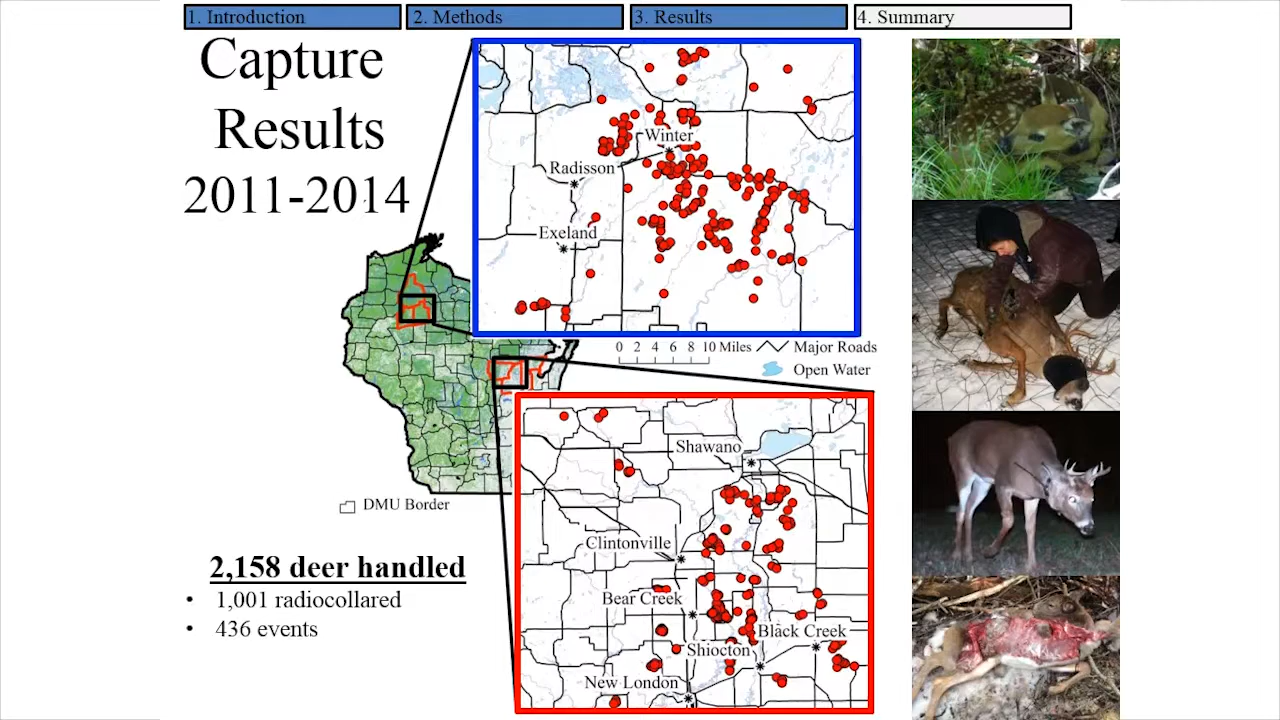 1. Introduction
2. Methods
3. Results
4. Summary
Capture
Results
2011-2014
Winter
Radisson
Exeland
0 2 4 6 8 10 Miles
Major Roads
Open Water
DMU Border
Shawano
Clintonville
Bear Creek
Black Creek
Shiocton
New London
2,158 deer handled
• 1,001 radiocollared
• 436 events